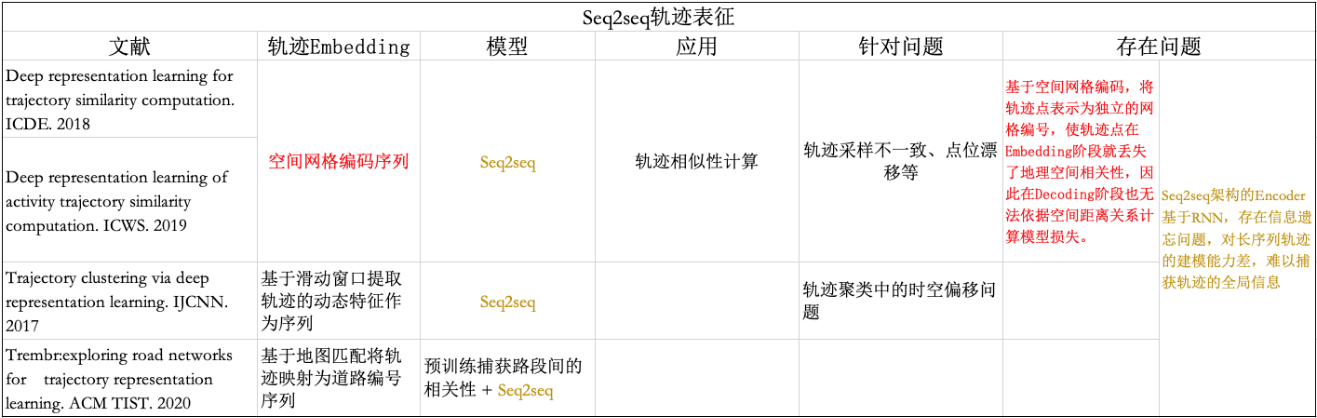 Seq2seq轨迹表征
文献
轨迹Embedding
模型
应用
针对问题
存在问题
Deep representation learning for
trajectory similarity computation.
ICDE. 2018
Deep representation learning of
activity trajectory similarity
computation. ICWS. 2019
空间网格编码序列
Seq2seq
轨迹相似性计算
轨迹采样不一致、点位漂
移等
基于空间网格编码，将
轨迹点表示为独立的网
格编号，使轨迹点在
Embedding阶段就丢失
了地理空间相关性，因
此在Decoding阶段也无
法依据空间距离关系计
算模型损失。
Seq2seq架构的Encoder
基于RNN，存在信息遗
忘问题，对长序列轨迹
的建模能力差，难以捕
获轨迹的全局信息
Trajectory clustering via deep
representation learning. IJCNN.
2017
基于滑动窗口提取
轨迹的动态特征作
为序列
Seq2seq
轨迹聚类中的时空偏移问
题
Trembr:exploring road networks
for trajectory representation
learning. ACM TIST. 2020
基于地图匹配将轨
迹映射为道路编号
序列
预训练捕获路段间的
相关性 + Seq2seq